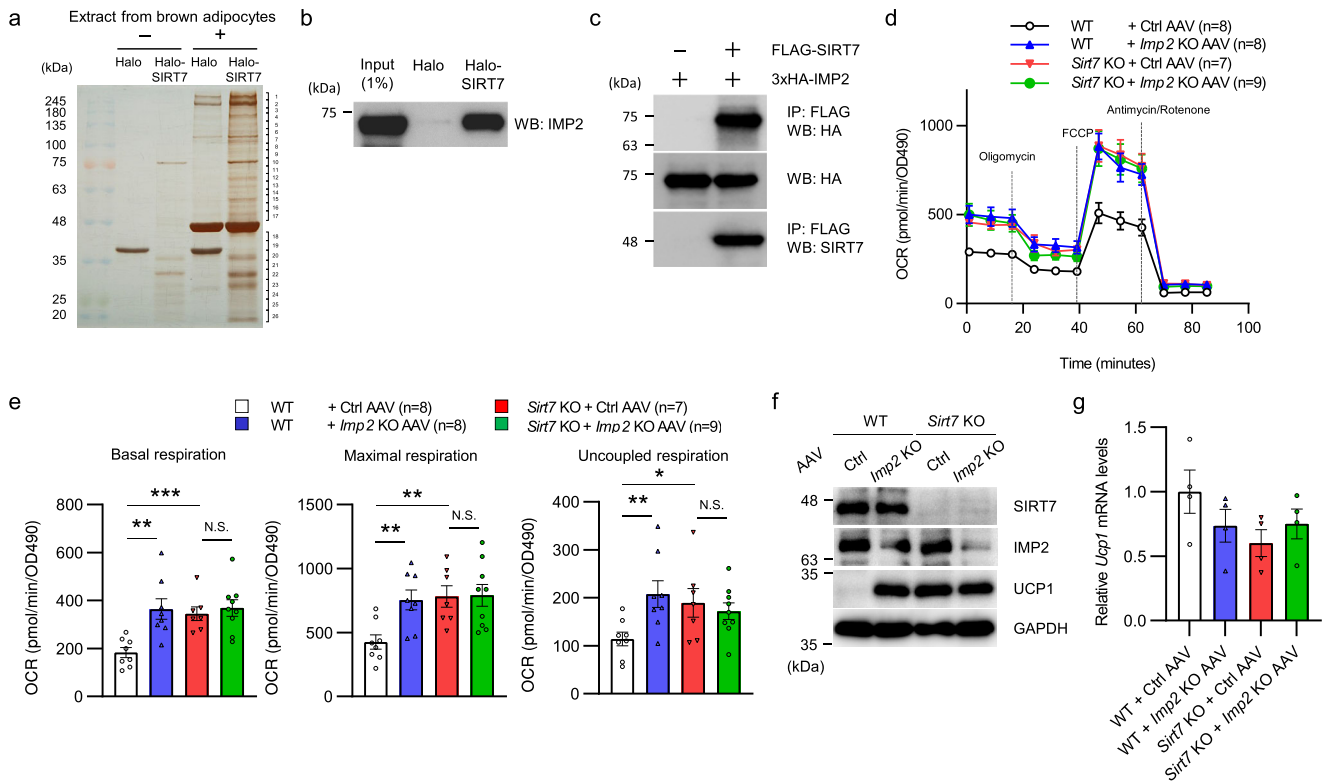 a
Extract from brown adipocytes
– +
Halo Halo-SIRT7 Halo Halo-SIRT7
(kDa)
245
180
135
100
75
63
48
35
25
20
1
2
3
4
5
6
7
8
9
10
11
12
13
14
15
16
17
18
19
20
21
22
23
24
25
26
b
(kDa)
Input (1%) Halo Halo-SIRT7
75
WB: IMP2
c
– + FLAG-SIRT7
(kDa) + + 3xHA-IMP2
75
63
IP: FLAG
WB: HA
75
WB: HA
48
IP: FLAG
WB: SIRT7
d
WT + Ctrl AAV (n=8)
WT + Imp2 KO AAV (n=8)
Sirt7 KO + Ctrl AAV (n=7)
Sirt7 KO + Imp2 KO AAV (n=9)
OCR (pmol/min/OD490)
1000
500
0
Oligomycin
FCCP
Antimycin/Rotenone
0 20 40 60 80 100
Time (minutes)
e
WT + Ctrl AAV (n=8)
WT + Imp2 KO AAV (n=8)
Sirt7 KO + Ctrl AAV (n=7)
Sirt7 KO + Imp2 KO AAV (n=9)
Basal respiration
OCR (pmol/min/OD490)
800
600
400
200
0
***
**
N.S.
Maximal respiration
OCR (pmol/min/OD490)
1500
1000
500
0
**
**
N.S.
Uncoupled respiration
OCR (pmol/min/OD490)
400
300
200
100
0
*
**
N.S.
f
WT Sirt7 KO
AAV Ctrl Imp2 KO Ctrl Imp2 KO
48
SIRT7
63
IMP2
35
UCP1
35
GAPDH
(kDa)
g
Relative Ucp1 mRNA levels
1.5
1.0
0.5
0.0
WT + Ctrl AAV
WT + Imp2 KO AAV
Sirt7 KO + Ctrl AAV
Sirt7 KO + Imp2 KO AAV